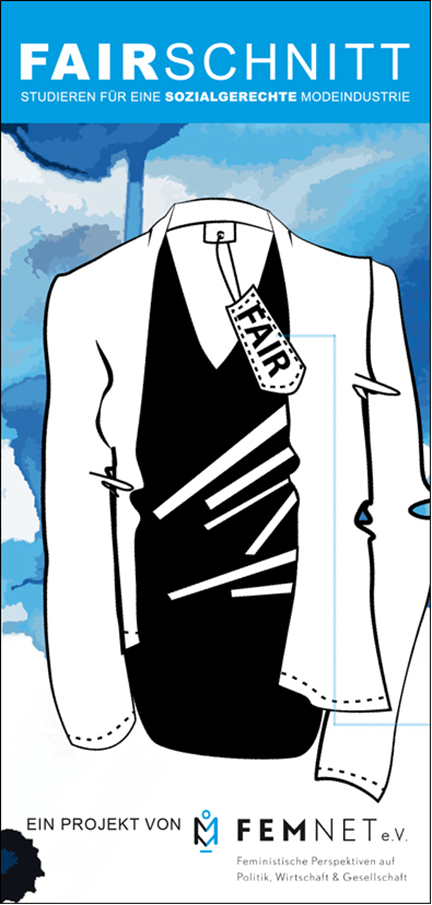 FAIRSCHNITT
STUDIEREN FÜR EINE SOZIALGERECHTE MODEINDUSTRIE
FAIR
EIN PROJEKT VON FEMNET e.V.
Feministische Perspektiven auf
Politik, Wirtschaft & Gesellschaft